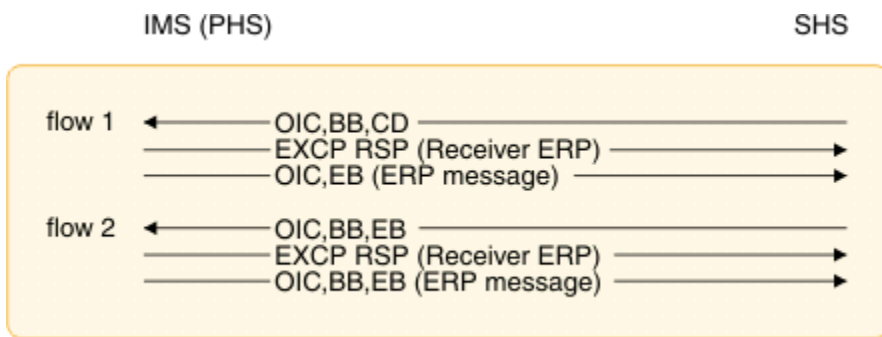 IMS (PHS) SHS
flow 1 OIC,BB,CD
EXCP RSP (Receiver ERP)
OIC,EB (ERP message)
flow 2 OIC,BB,EB
EXCP RSP (Receiver ERP)
OIC,BB,EB (ERP message)